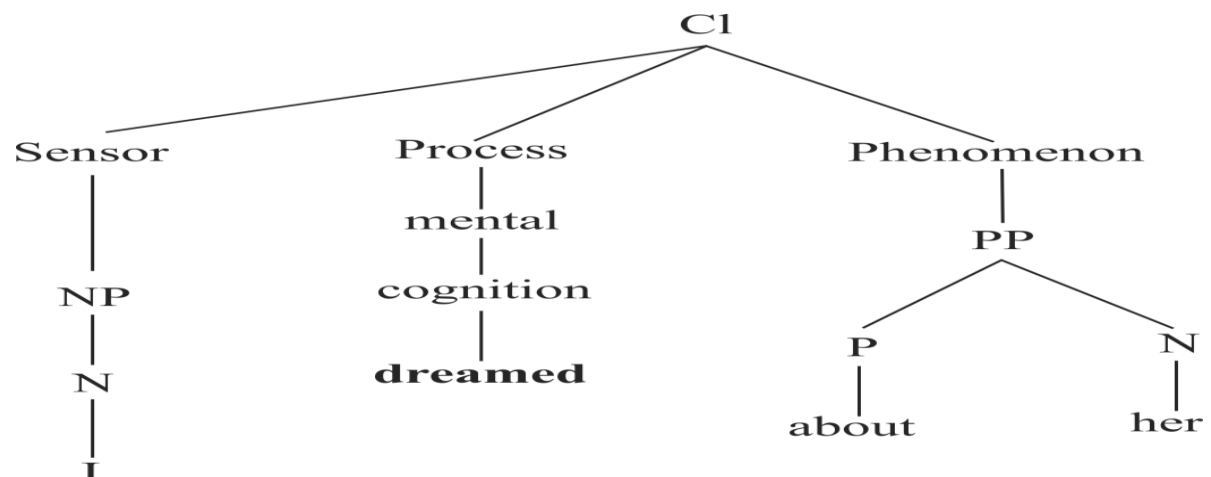 Cl
Sensor Process Phenomenon
mental
PP
cognition
NP
P N
dreamed
N
about her
I